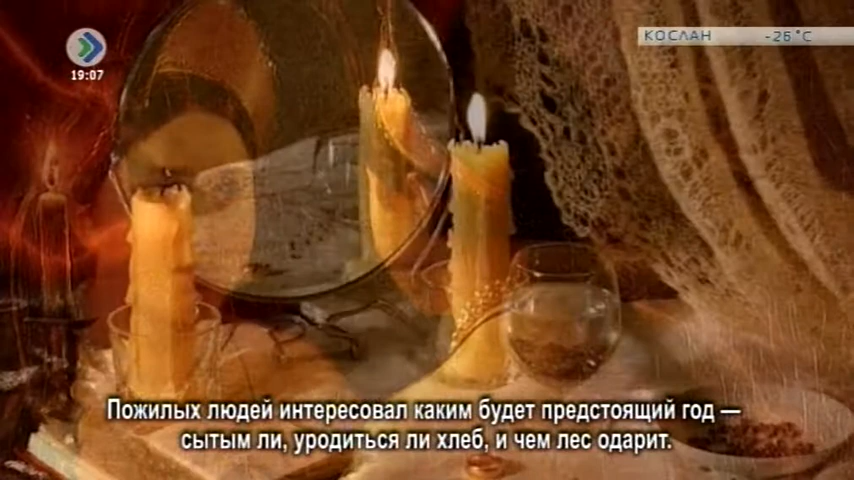 19:07
КОСЛАН -26°C
Пожилых людей интересовал каким будет предстоящий год —
сытым ли, уродиться ли хлеб, и чем лес одарит.